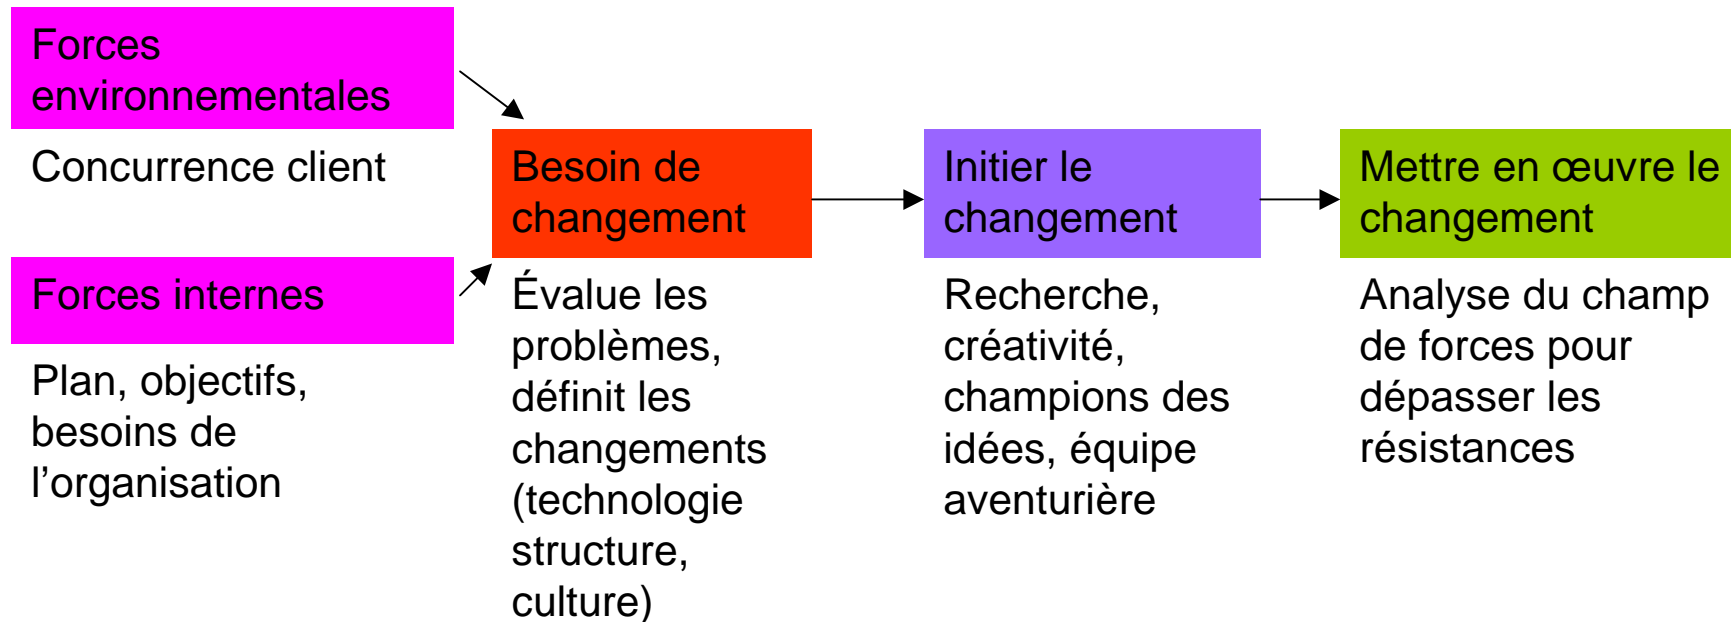 Forces
environnementales
Concurrence client
Forces internes
Plan, objectifs,
besoins de
l’organisation
Besoin de
changement
Évalue les
problèmes,
définit les
changements
(technologie
structure,
culture)
Initier le
changement
Recherche,
créativité,
champions des
idées, équipe
aventurière
Mettre en œuvre le
changement
Analyse du champ
de forces pour
dépasser les
résistances